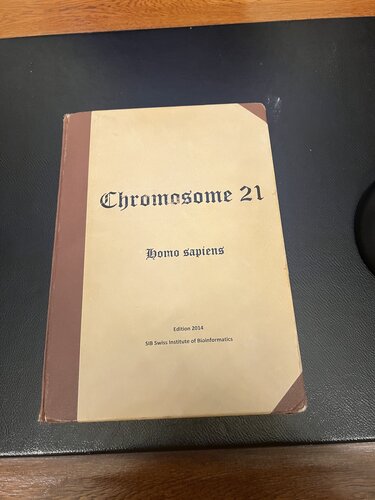 Chromosome 21
Homo sapiens
Edition 2014
SIB Swiss Institute of Bioinformatics